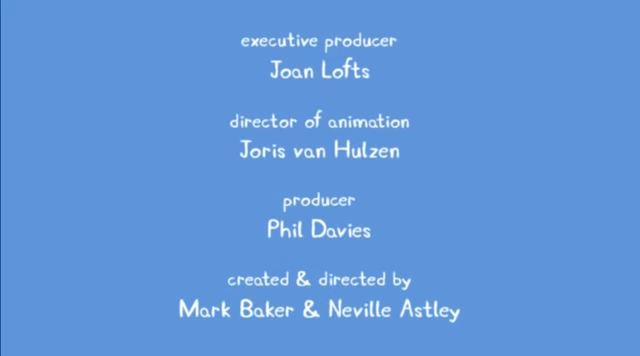 executive producer
Joan Lofts
director of animation
Joris van Hulzen
producer
Phil Davies
created & directed by
Mark Baker & Neville Astley